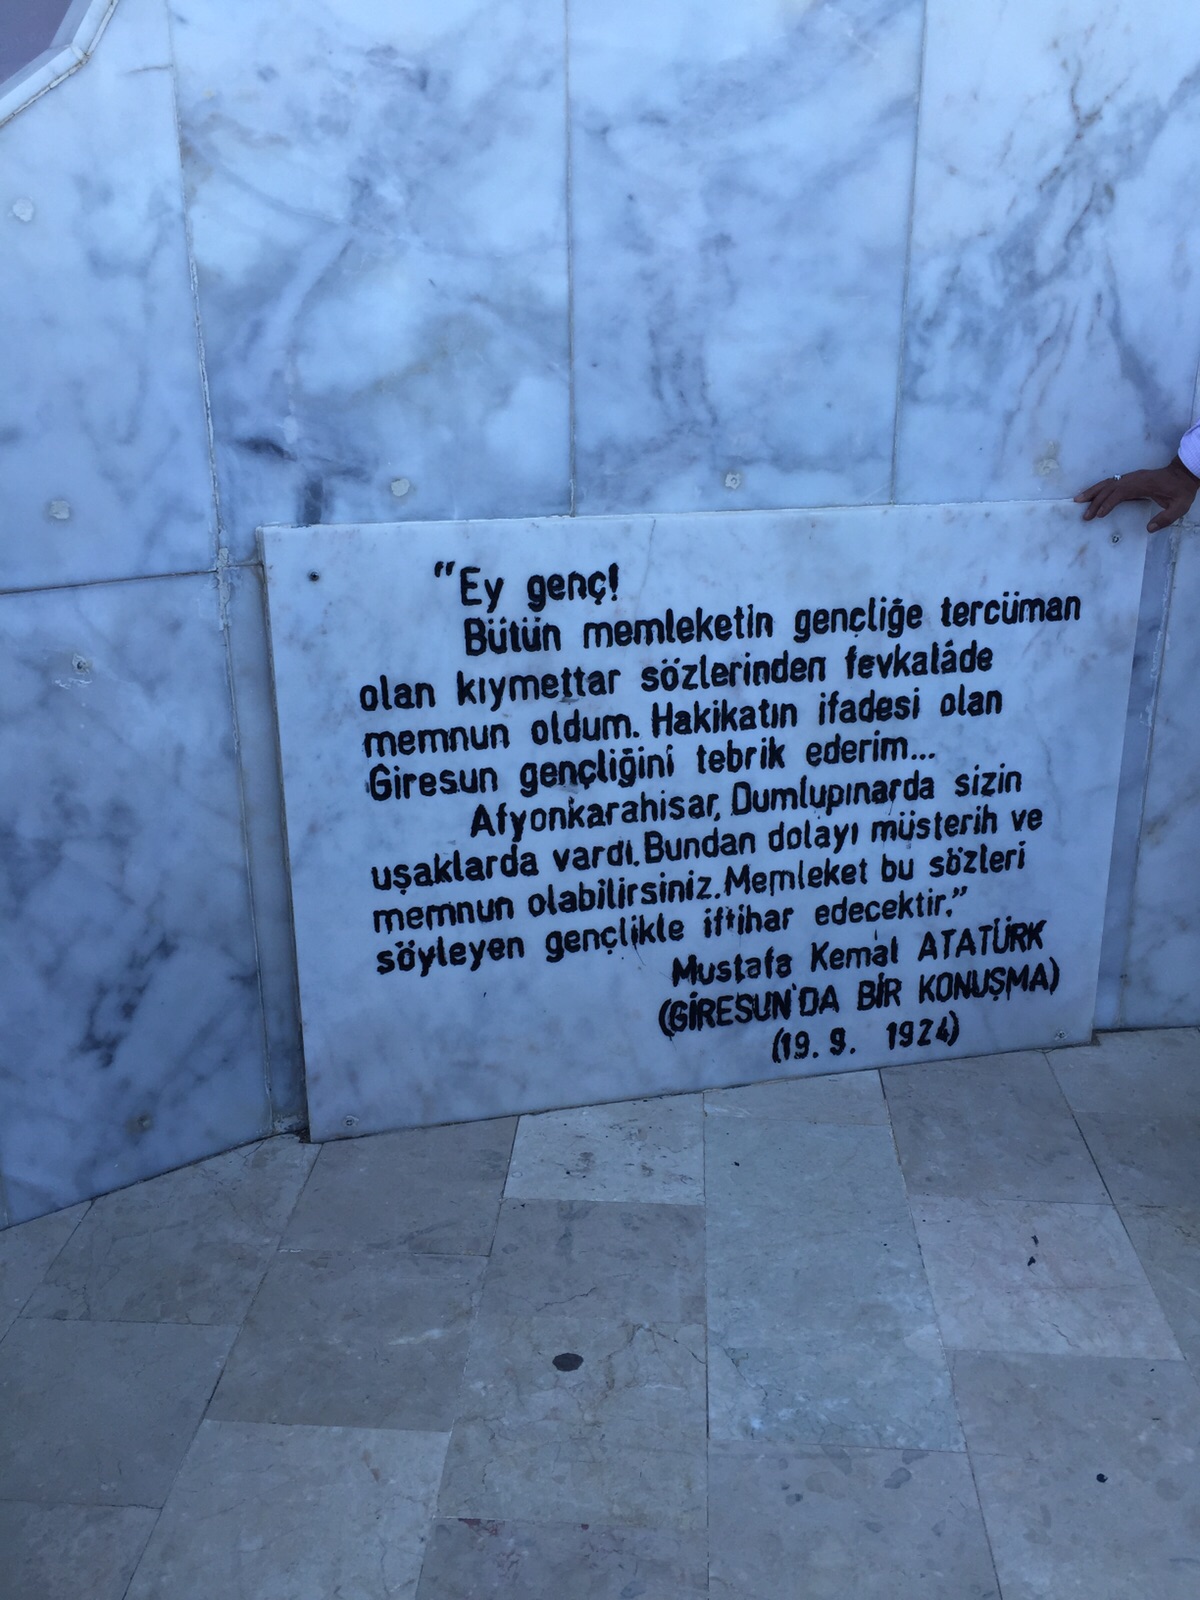 "Ey genç!
Bütün memleketin gençliğe tercüman
olan kıymettar sözlerinden fevkalâde
memnun oldum. Hakikatın ifadesi olan
Giresun gençliğini tebrik ederim...
Afyonkarahisar, Dumlupınarda sizin
uşaklarda vardı. Bundan dolayı müsterih ve
memnun olabilirsiniz. Memleket bu sözleri
söyleyen gençlikle iftihar edecektir."
Mustafa Kemal ATATÜRK
(GİRESUN'DA BİR KONUŞMA)
(19. 9. 1924)